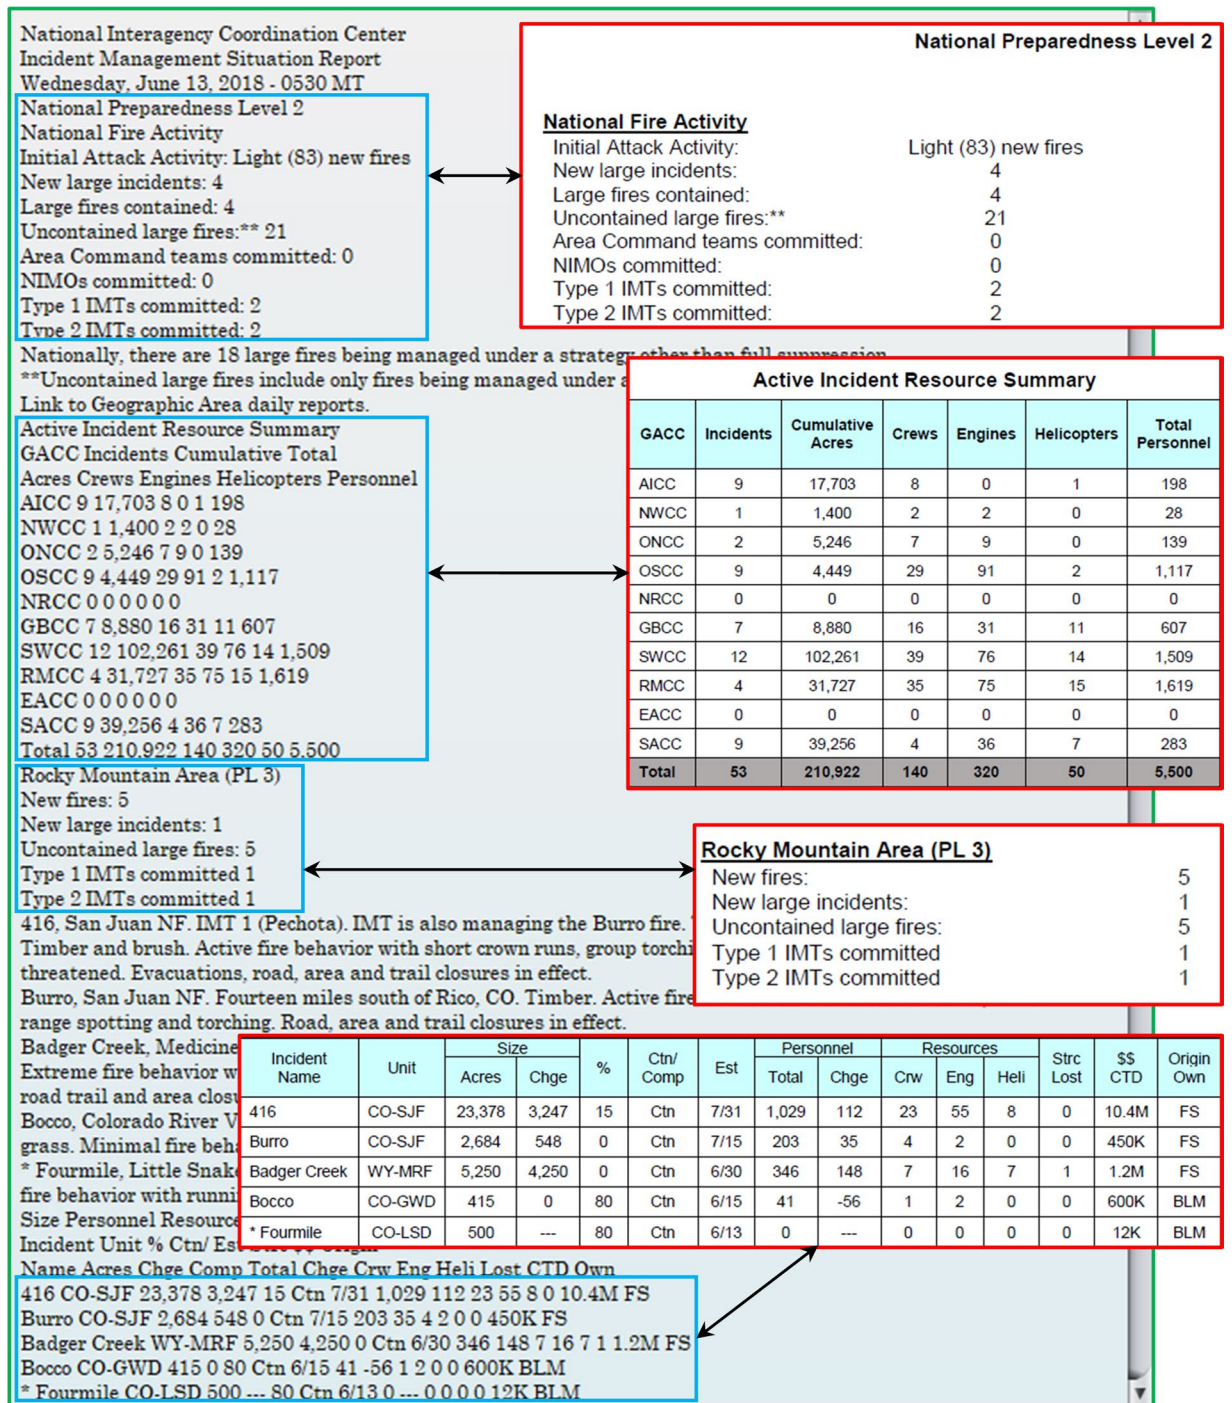 National Interagency Coordination Center
Incident Management Situation Report
Wednesday, June 13, 2018 - 0530 MT
National Preparedness Level 2
National Fire Activity
Initial Attack Activity: Light (83) new fires
New large incidents: 4
Large fires contained: 4
Uncontained large fires:** 21
Area Command teams committed: 0
NIMOs committed: 0
Type 1 IMTs committed: 2
Type 2 IMTs committed: 2
Nationally, there are 18 large fires being managed under a strategy other than full suppression
**Uncontained large fires include only fires being managed under a
Link to Geographic Area daily reports.
Active Incident Resource Summary
GACC Incidents Cumulative Total
Acres Crews Engines Helicopters Personnel
AICC 9 17,703 8 0 1 198
NWCC 1 1,400 2 2 0 28
ONCC 2 5,246 7 9 0 139
OSCC 9 4,449 29 91 2 1,117
NRCC 0 0 0 0 0 0
GBCC 7 8,880 16 31 11 607
SWCC 12 102,261 39 76 14 1,509
RMCC 4 31,727 35 75 15 1,619
EACC 0 0 0 0 0 0
SACC 9 39,256 4 36 7 283
Total 53 210,922 140 320 50 5,500
Rocky Mountain Area (PL 3)
New fires: 5
New large incidents: 1
Uncontained large fires: 5
Type 1 IMTs committed 1
Type 2 IMTs committed 1
416, San Juan NF. IMT 1 (Pechota). IMT is also managing the Burro fire.
Timber and brush. Active fire behavior with short crown runs, group torchi
threatened. Evacuations, road, area and trail closures in effect.
Burro, San Juan NF. Fourteen miles south of Rico, CO. Timber. Active fire
range spotting and torching. Road, area and trail closures in effect.
Badger Creek, Medicine
Extreme fire behavior w
road trail and area closu
Bocco, Colorado River V
grass. Minimal fire beha
* Fourmile, Little Snake
fire behavior with runni
Size Personnel Resource
Incident Unit % Ctn/ Est Strc $$ Origin
Name Acres Chge Comp Total Chge Crw Eng Heli Lost CTD Own
416 CO-SJF 23,378 3,247 15 Ctn 7/31 1,029 112 23 55 8 0 10.4M FS
Burro CO-SJF 2,684 548 0 Ctn 7/15 203 35 4 2 0 0 450K FS
Badger Creek WY-MRF 5,250 4,250 0 Ctn 6/30 346 148 7 16 7 1 1.2M FS
Bocco CO-GWD 415 0 80 Ctn 6/15 41 -56 1 2 0 0 600K BLM
* Fourmile CO-LSD 500 --- 80 Ctn 6/13 0 --- 0 0 0 0 12K BLM
National Preparedness Level 2
National Fire Activity
Initial Attack Activity: Light (83) new fires
New large incidents: 4
Large fires contained: 4
Uncontained large fires:** 21
Area Command teams committed: 0
NIMOs committed: 0
Type 1 IMTs committed: 2
Type 2 IMTs committed: 2
Active Incident Resource Summary
GACC Incidents Cumulative Acres Crews Engines Helicopters Total Personnel
AICC 9 17,703 8 0 1 198
NWCC 1 1,400 2 2 0 28
ONCC 2 5,246 7 9 0 139
OSCC 9 4,449 29 91 2 1,117
NRCC 0 0 0 0 0 0
GBCC 7 8,880 16 31 11 607
SWCC 12 102,261 39 76 14 1,509
RMCC 4 31,727 35 75 15 1,619
EACC 0 0 0 0 0 0
SACC 9 39,256 4 36 7 283
Total 53 210,922 140 320 50 5,500
Rocky Mountain Area (PL 3)
New fires: 5
New large incidents: 1
Uncontained large fires: 5
Type 1 IMTs committed 1
Type 2 IMTs committed 1
Incident Name Unit Size Acres Chge % Ctn/ Comp Est Personnel Total Chge Resources Crw Eng Heli Strc Lost $$ CTD Origin Own
416 CO-SJF 23,378 3,247 15 Ctn 7/31 1,029 112 23 55 8 0 10.4M FS
Burro CO-SJF 2,684 548 0 Ctn 7/15 203 35 4 2 0 0 450K FS
Badger Creek WY-MRF 5,250 4,250 0 Ctn 6/30 346 148 7 16 7 1 1.2M FS
Bocco CO-GWD 415 0 80 Ctn 6/15 41 -56 1 2 0 0 600K BLM
* Fourmile CO-LSD 500 --- 80 Ctn 6/13 0 --- 0 0 0 0 12K BLM